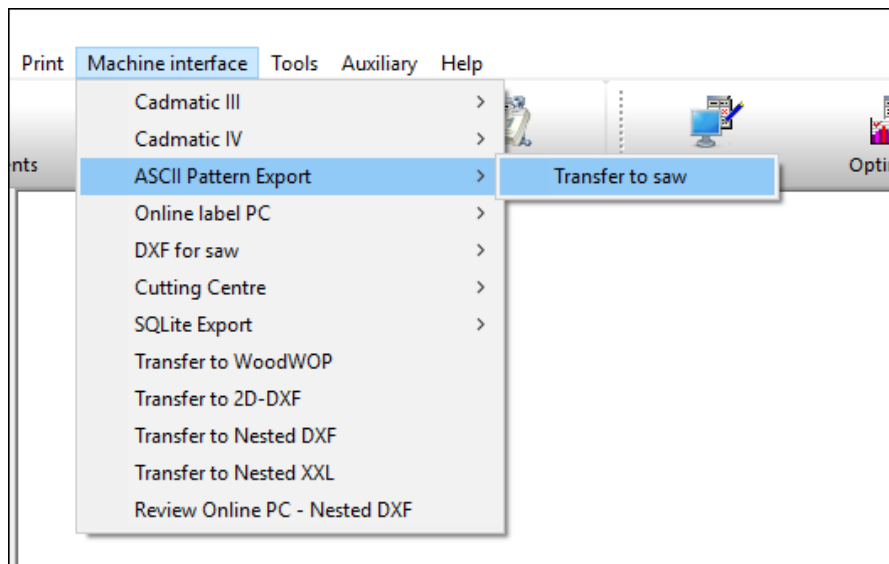 Print Machine interface Tools Auxiliary Help
Cadmatic III
Cadmatic IV
nts
ASCII Pattern Export
Transfer to saw
Opti
Online label PC
DXF for saw
Cutting Centre
SQLite Export
Transfer to WoodWOP
Transfer to 2D-DXF
Transfer to Nested DXF
Transfer to Nested XXL
Review Online PC - Nested DXF